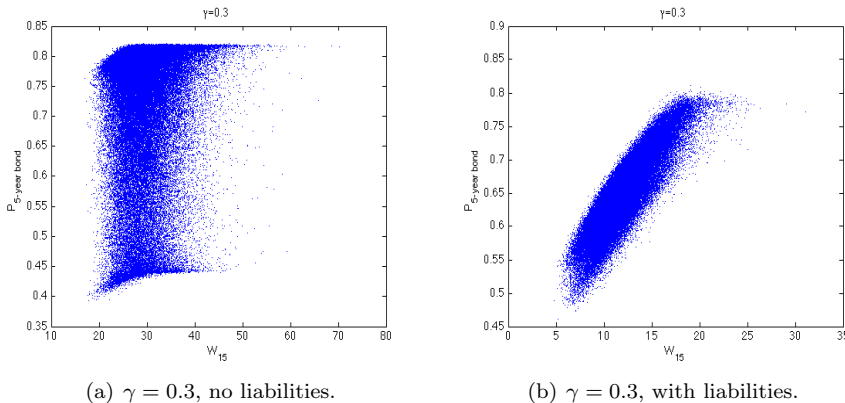 γ=0.3
0.85
0.8
0.75
0.7
0.65
0.6
0.55
0.5
0.45
0.4
0.35
P5-year bond
10 20 30 40 50 60 70 80
W15
(a) γ = 0.3, no liabilities.
γ=0.3
0.9
0.85
0.8
0.75
0.7
0.65
0.6
0.55
0.5
0.45
P5-year bond
0 5 10 15 20 25 30 35
W15
(b) γ = 0.3, with liabilities.